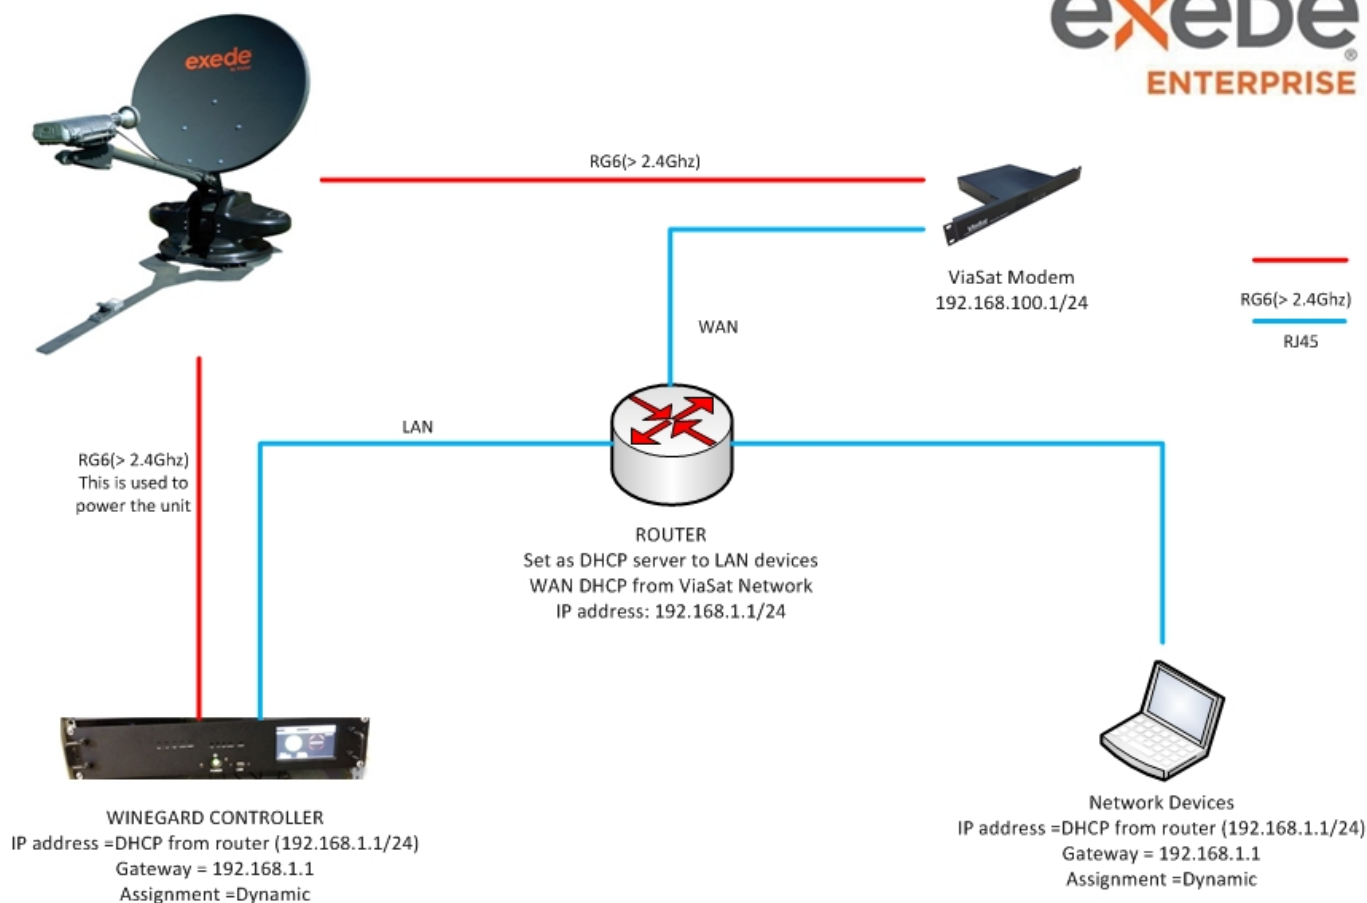 exede
exede
ENTERPRISE
RG6(> 2.4Ghz)
ViaSat
ViaSat Modem
192.168.100.1/24
RG6(> 2.4Ghz)
RJ45
WAN
LAN
RG6(> 2.4Ghz)
This is used to
power the unit
ROUTER
Set as DHCP server to LAN devices
WAN DHCP from ViaSat Network
IP address: 192.168.1.1/24
WINEGARD CONTROLLER
IP address =DHCP from router (192.168.1.1/24)
Gateway = 192.168.1.1
Assignment =Dynamic
Network Devices
IP address =DHCP from router (192.168.1.1/24)
Gateway = 192.168.1.1
Assignment =Dynamic